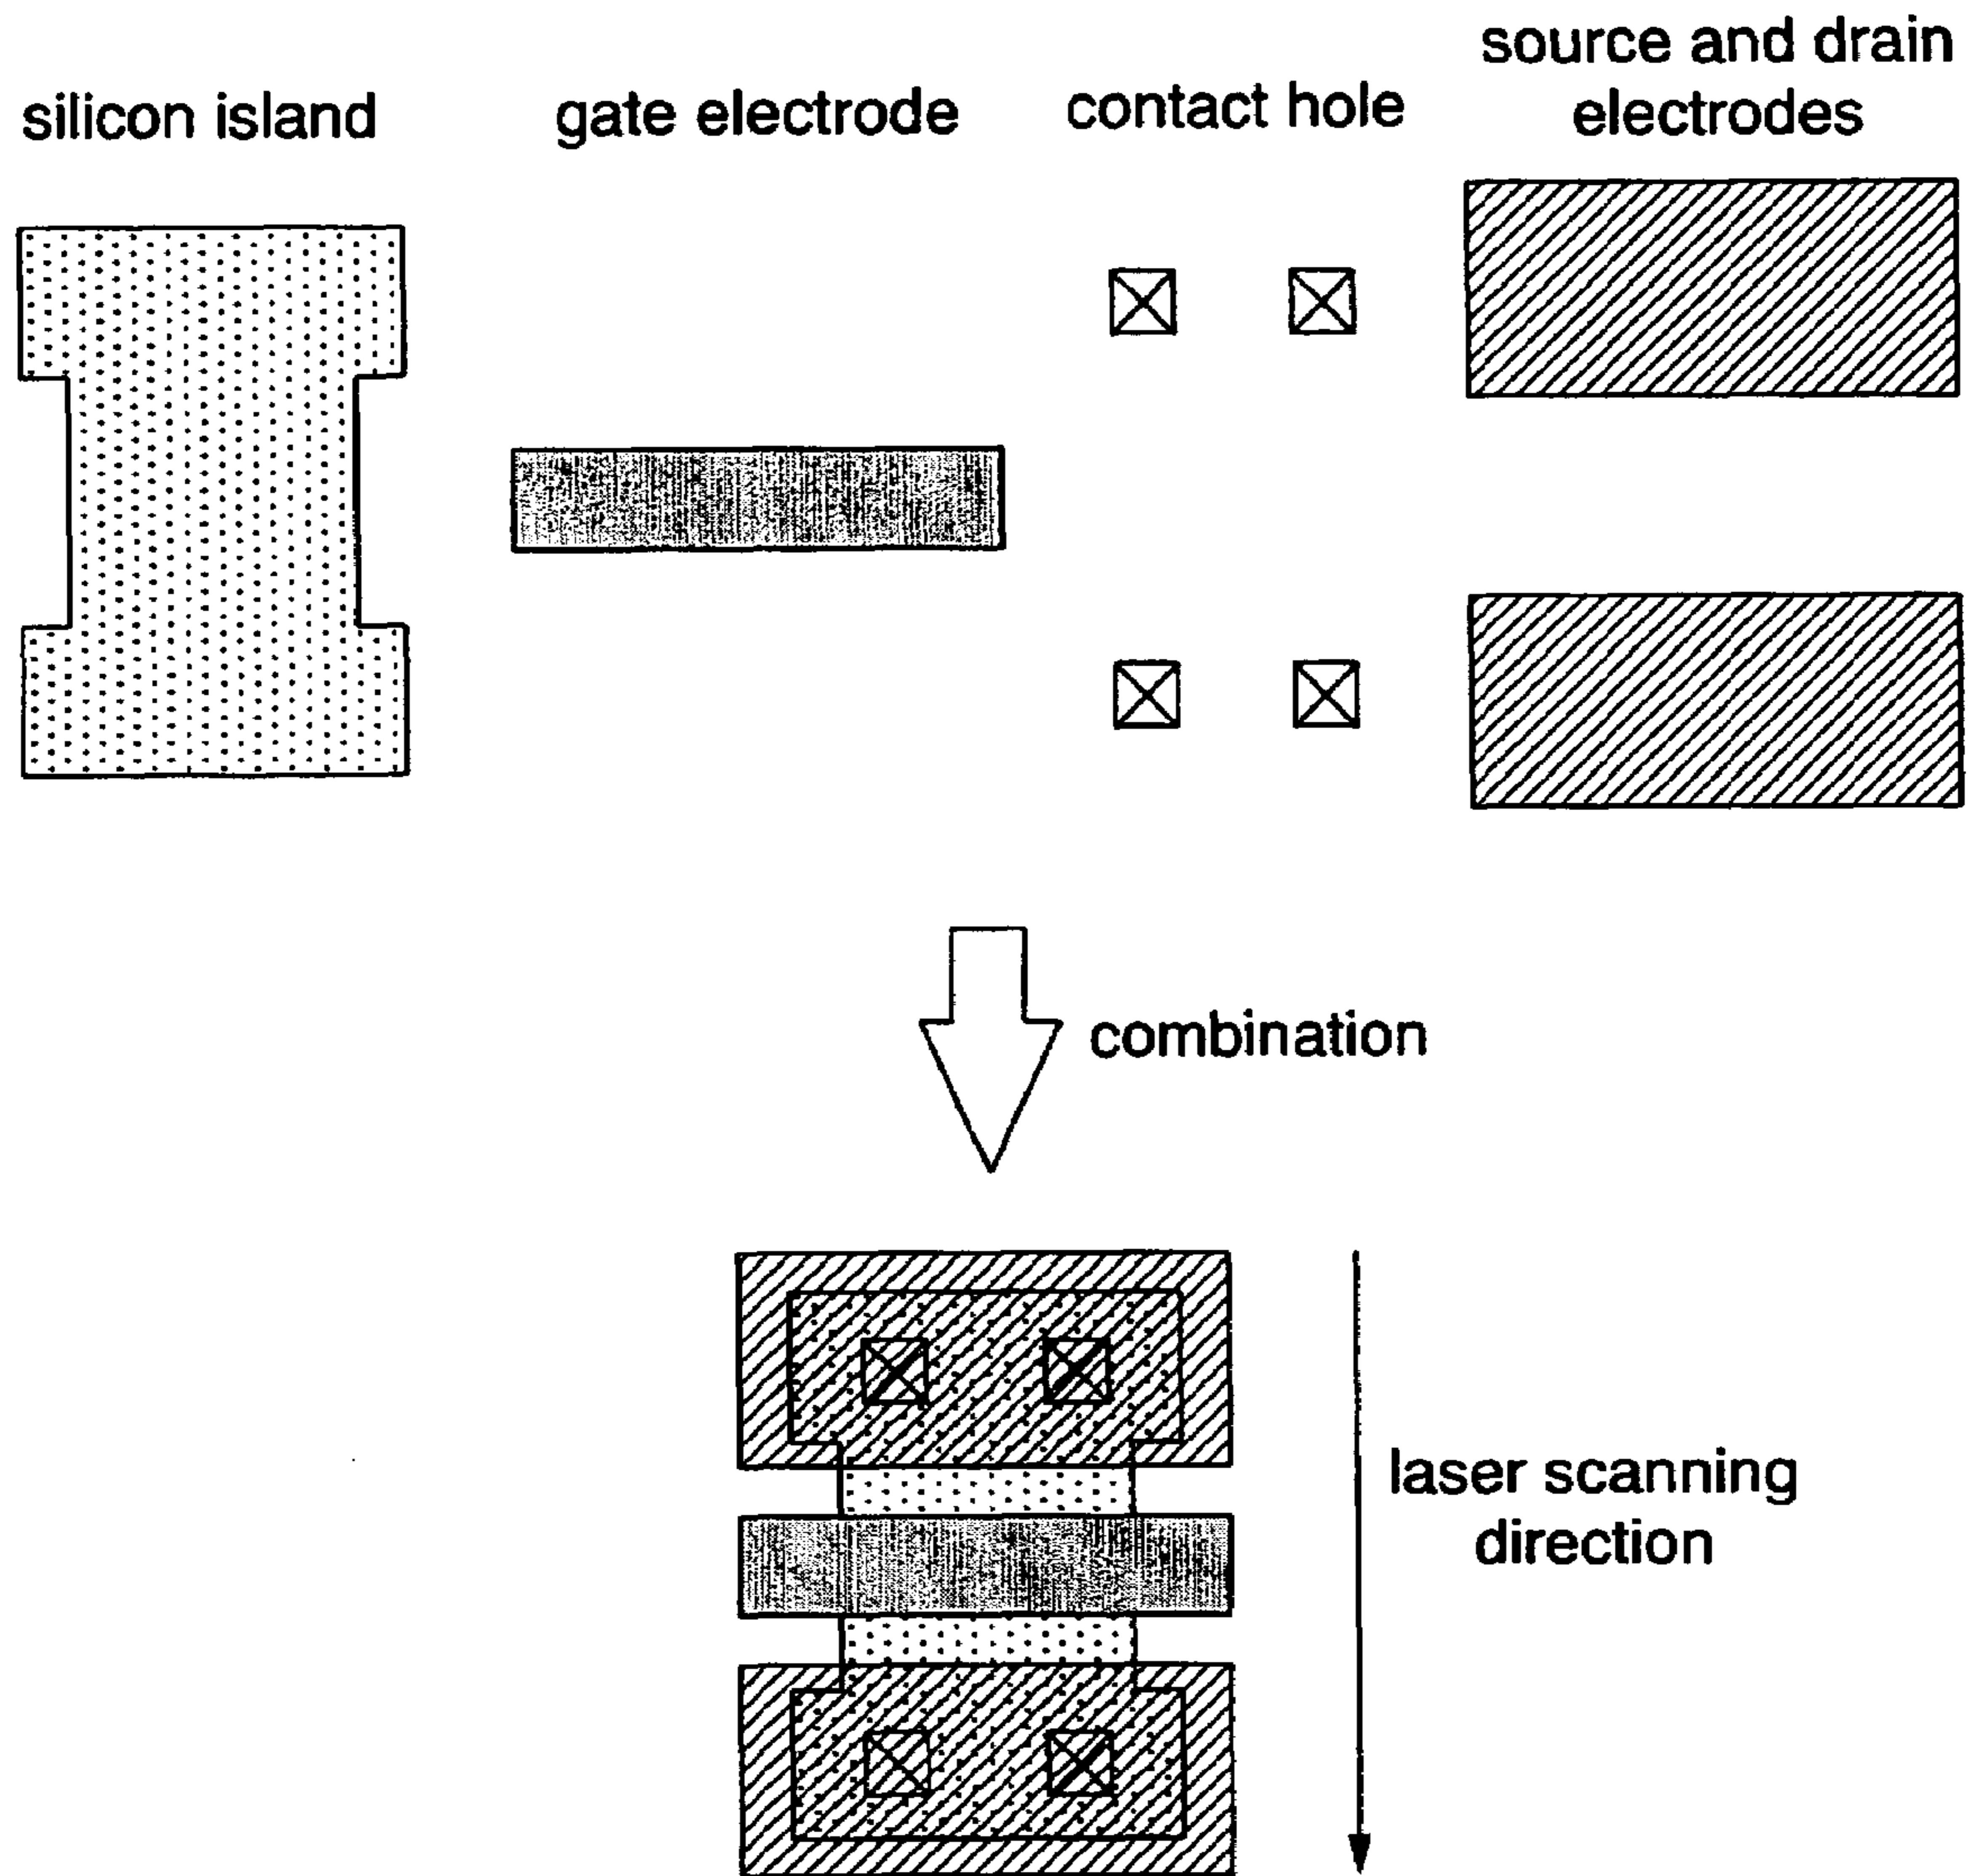 silicon island
gate electrode
contact hole
source and drain
electrodes
combination
laser scanning
direction